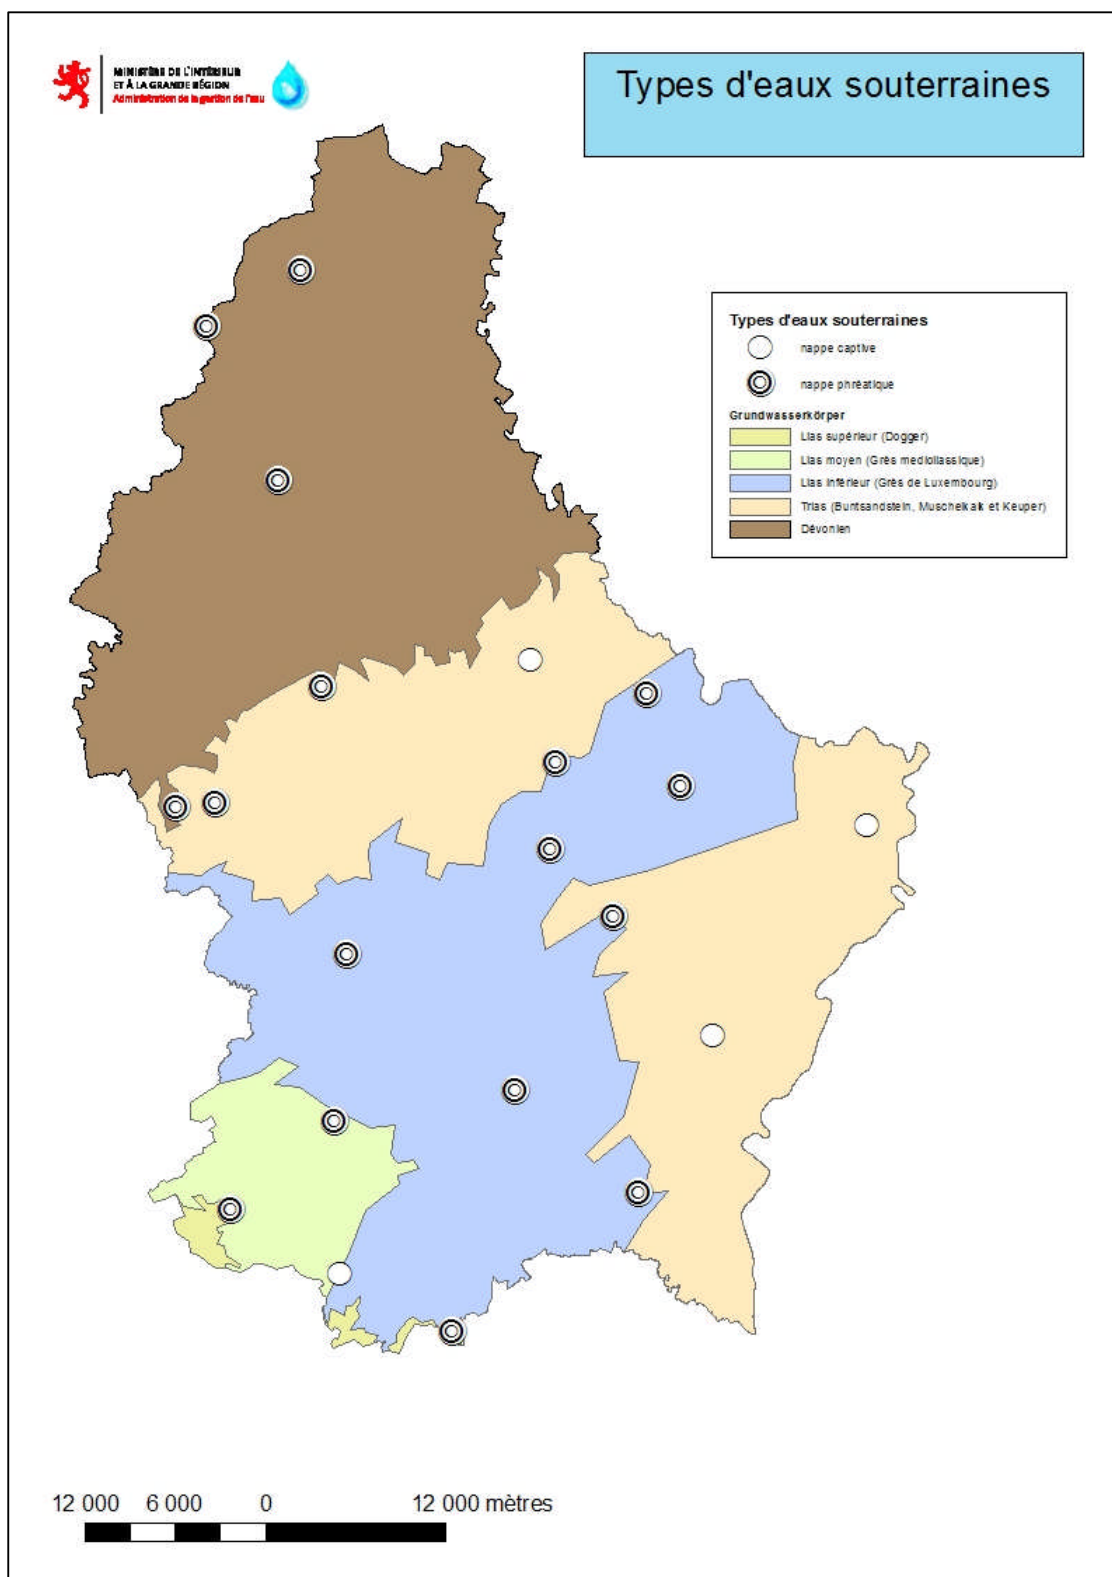 MINISTÈRE DE L'INTÉRIEUR
ET À LA GRANDE RÉGION
Administration de la gestion de l'eau
Types d'eaux souterraines
Types d'eaux souterraines
nappe captive
nappe phréatique
Grundwasserkörper
Lias supérieur (Dogger)
Lias moyen (Grès medioliassique)
Lias inférieur (Grès de Luxembourg)
Trias (Buntsandstein, Muschelkalk et Keuper)
Dévonien
12 000 6 000 0 12 000 mètres